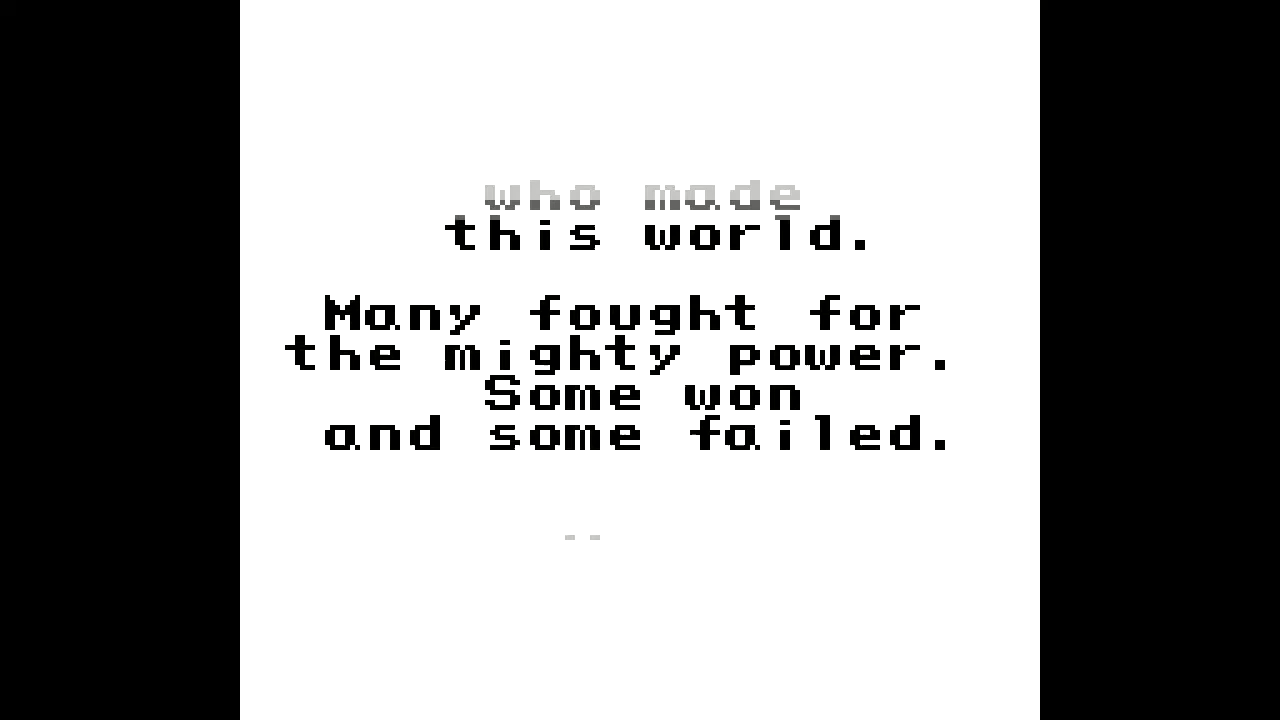 who made
this world.
Many fought for
the mighty power.
Some won
and some failed.